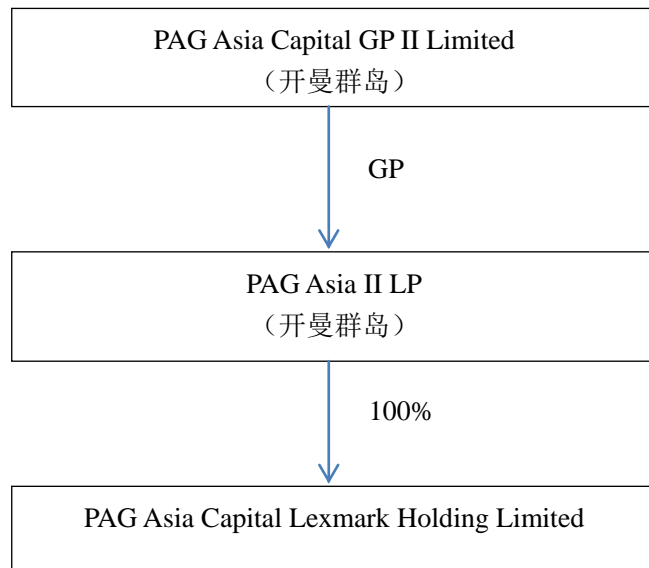 PAG Asia Capital GP II Limited
（开曼群岛）
GP
PAG Asia II LP
（开曼群岛）
100%
PAG Asia Capital Lexmark Holding Limited